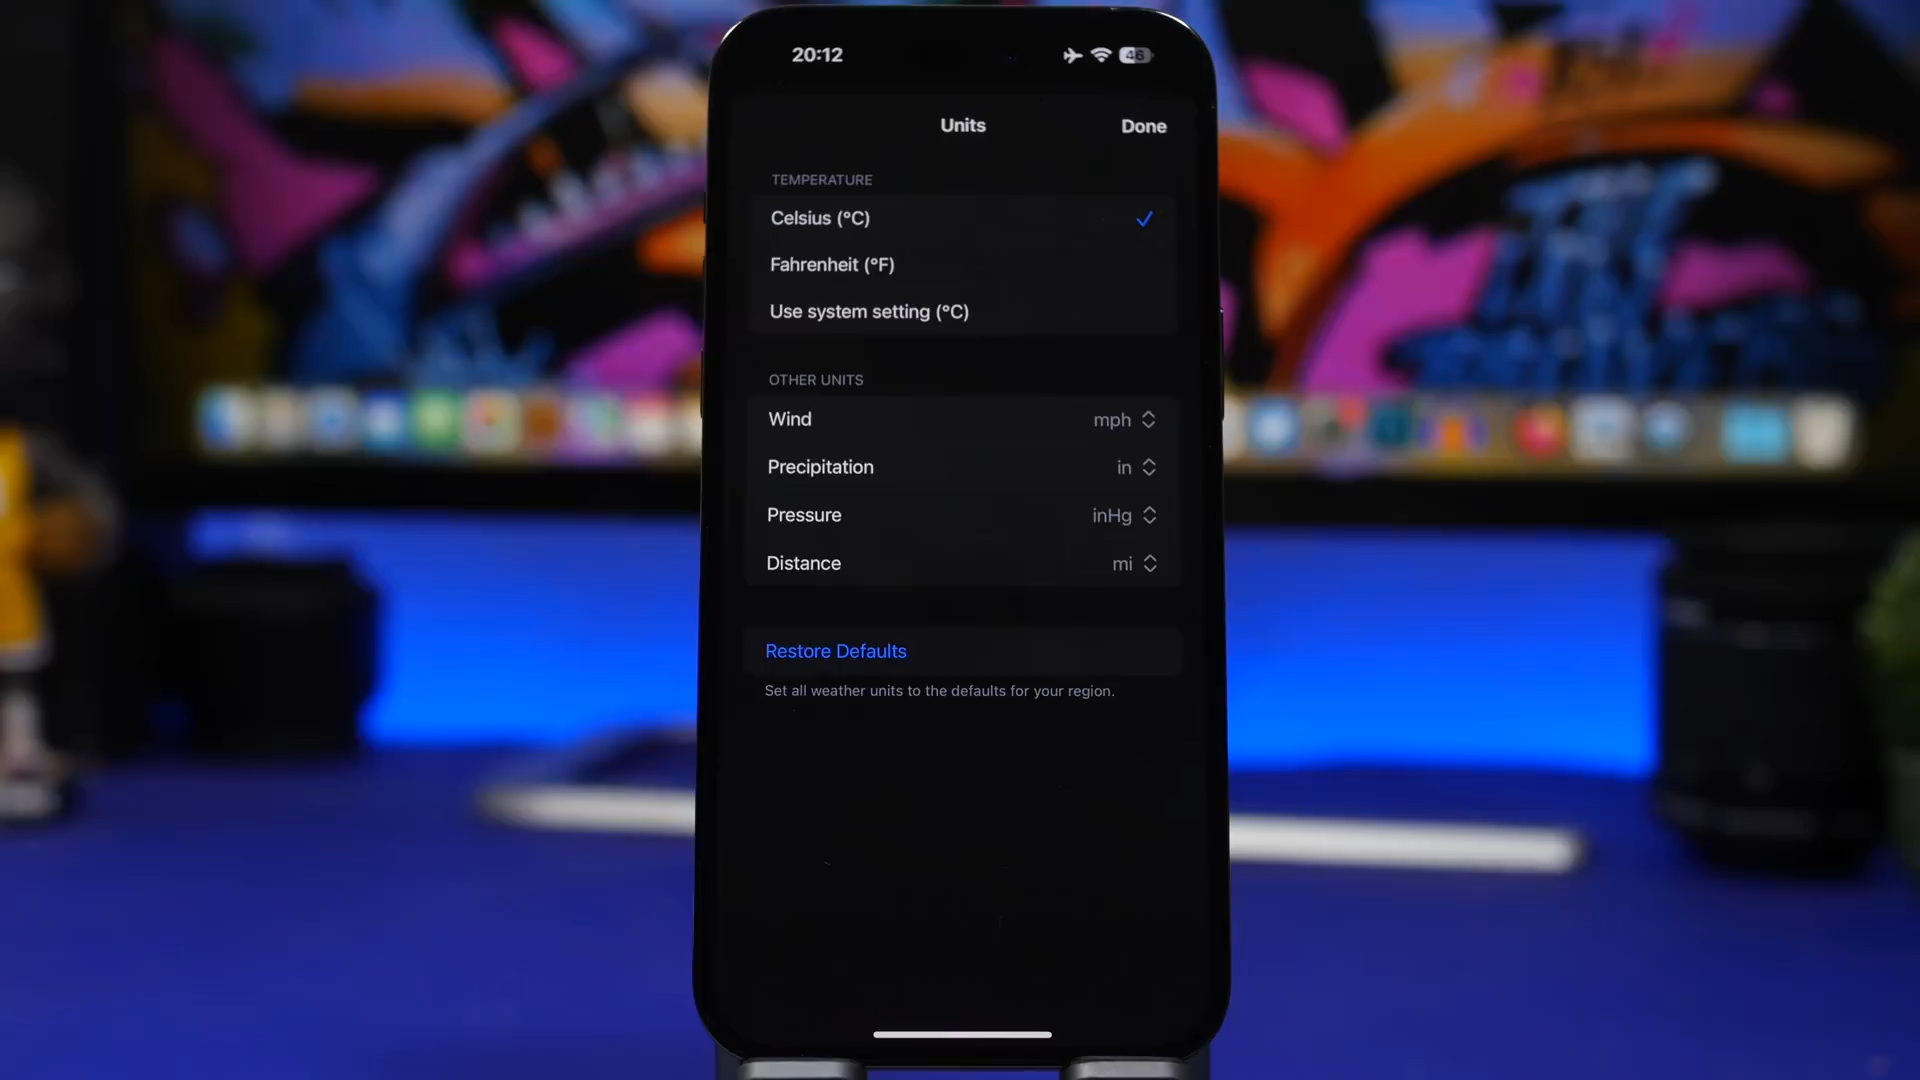 20:12
46
Units
Done
TEMPERATURE
Celsius (°C)
Fahrenheit (°F)
Use system setting (°C)
OTHER UNITS
Wind
mph
Precipitation
in
Pressure
inHg
Distance
mi
Restore Defaults
Set all weather units to the defaults for your region.